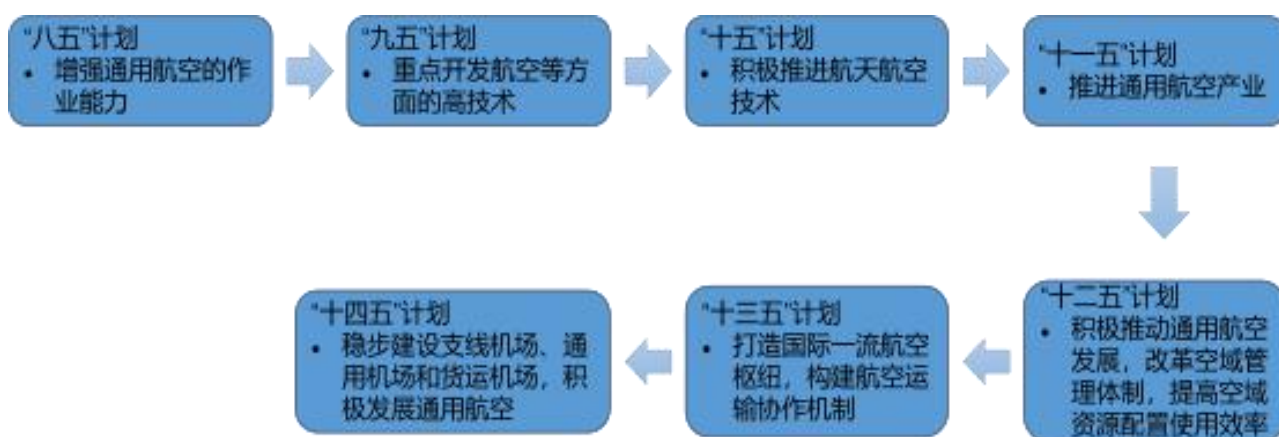 “八五”计划
• 增强通用航空的作
业能力
“九五”计划
• 重点开发航空等方
面的高技术
“十五”计划
• 积极推进航天航空
技术
“十一五”计划
• 推进通用航空产业
“十二五”计划
• 积极推动通用航空
发展，改革空域管
理体制，提高空域
资源配置使用效率
“十三五”计划
• 打造国际一流航空
枢纽，构建航空运
输协作机制
“十四五”计划
• 稳步建设支线机场、通
用机场和货运机场，积
极发展通用航空